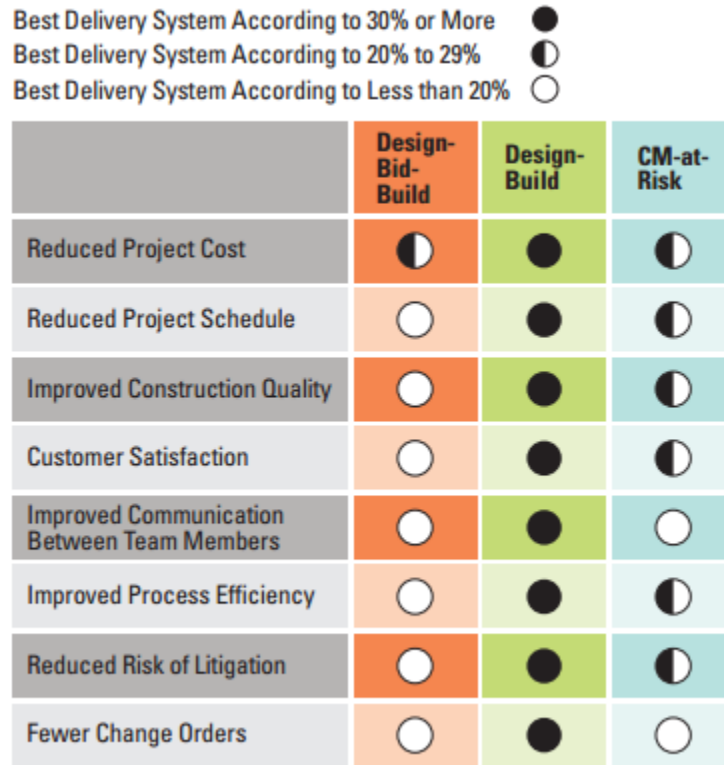 Best Delivery System According to 30% or More
Best Delivery System According to 20% to 29%
Best Delivery System According to Less than 20%
Design-
Bid-
Build
Design-
Build
CM-at-
Risk
Reduced Project Cost
Reduced Project Schedule
Improved Construction Quality
Customer Satisfaction
Improved Communication
Between Team Members
Improved Process Efficiency
Reduced Risk of Litigation
Fewer Change Orders